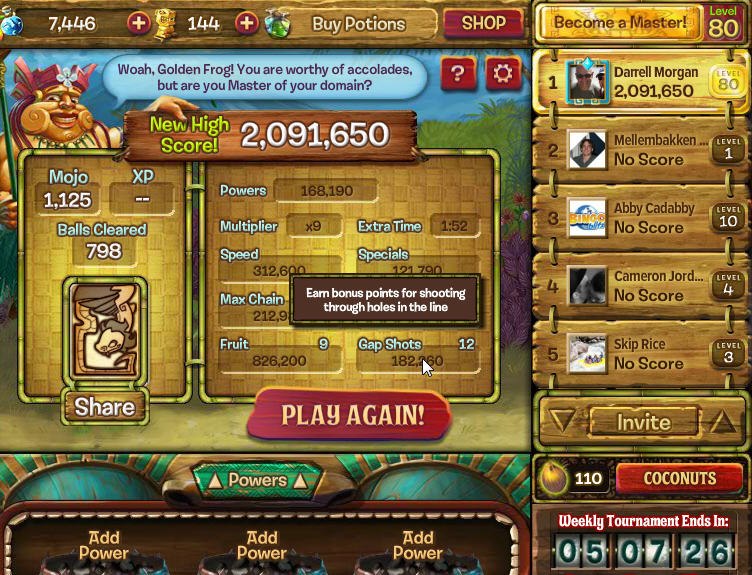 7,446
144
Buy Potions
SHOP
Become a Master!
Level
80
Woah, Golden Frog! You are worthy of accolades,
but are you Master of your domain?
?
New High
Score!
2,091,650
Mojo
XP
1,125
--
Balls Cleared
798
Share
Powers
168,190
Multiplier
x9
Extra Time
1:52
Speed
312,600
Specials
121,790
Max Chain
Earn bonus points for shooting
through holes in the line
212,9
Fruit
9
826,200
Gap Shots
12
PLAY AGAIN!
Powers
Add
Power
Add
Power
Add
Power
1
Darrell Morgan
2,091,650
LEVEL
80
2
Mellembakken ...
No Score
LEVEL
1
3
BINGO
Abby Cadabby
No Score
LEVEL
10
4
Cameron Jord...
No Score
LEVEL
4
5
Skip Rice
No Score
LEVEL
3
Invite
110
COCONUTS
Weekly Tournament Ends In:
05 07 26